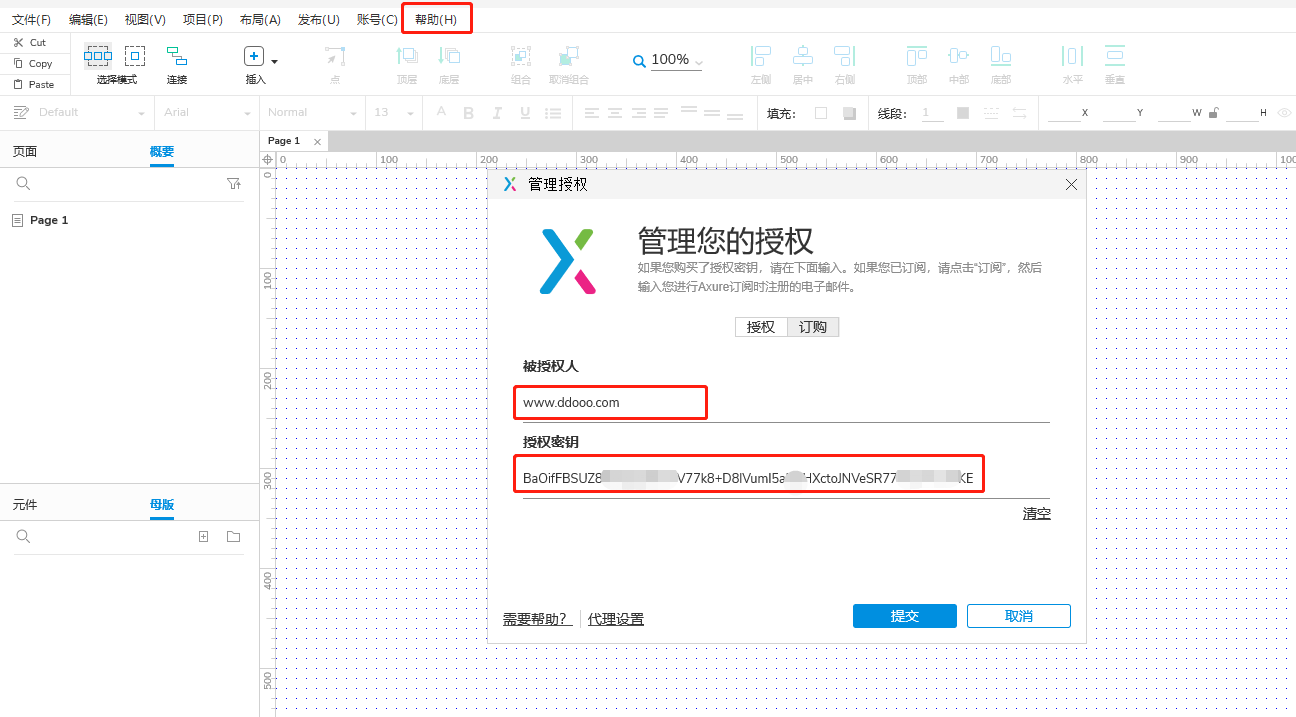 文件(F) 编辑(E) 视图(V) 项目(P) 布局(A) 发布(U) 账号(C) 帮助(H)
Cut
Copy
Paste
选择模式 连接 插入 点 顶层 底层 组合 取消组合 100% 左侧 居中 右侧 顶部 中部 底部 水平 垂直
Default Arial Normal 13 A B I U 填充: 线段: 1 X Y W H
页面 概要
Page 1
Page 1
0 100 200 300 400 500 600 700 800 900 100
0
100
200
300
400
500
元件 母版
管理授权
管理您的授权
如果您购买了授权密钥，请在下面输入。如果您已订阅，请点击“订阅”，然后
输入您进行Axure订阅时注册的电子邮件。
授权 订购
被授权人
www.ddooo.com
授权密钥
BaOifFBSUZ8 V77k8+D8lVumI5a HXctoJNVeSR77 KE
清空
需要帮助？ 代理设置
提交 取消